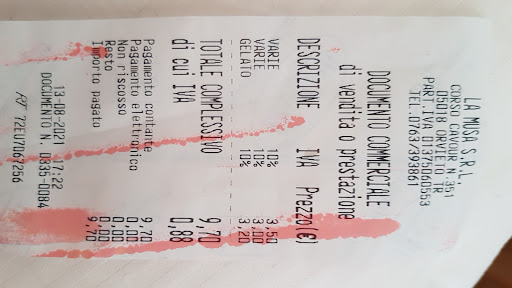 LA MUSA S.R.L.
CORSO CAVOUR N.351
05018 ORVIETO TR
PART.IVA 01375060553
TEL.0763/393861
DOCUMENTO COMMERCIALE
di vendita o prestazione
DESCRIZIONE IVA Prezzo(€)
VARIE 10% 3,50
VARIE 10% 3,00
GELATO 10% 3,20
TOTALE COMPLESSIVO 9,70
di cui IVA 0,88
Pagamento contante 9,70
Pagamento elettronico 0,00
Non riscosso 0,00
Resto 0,00
Importo pagato 9,70
13-08-2021 17:22
DOCUMENTO N. 0835-0084
RT 72EU7067256